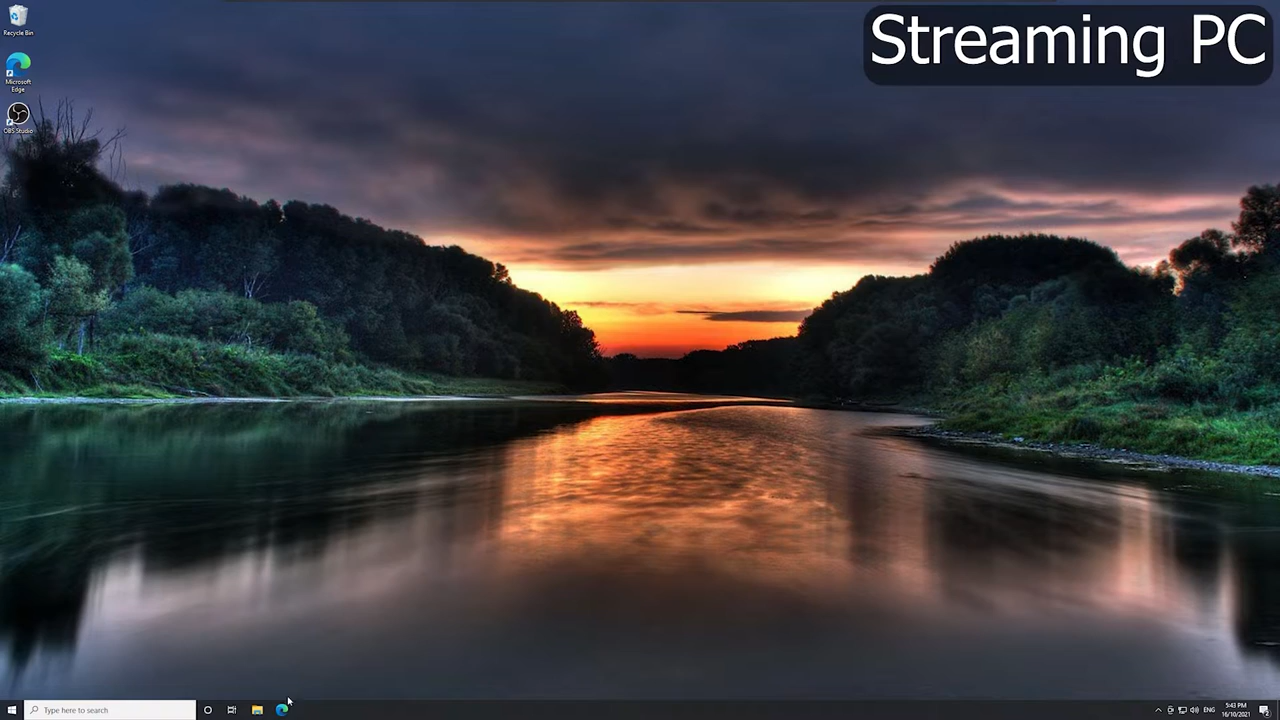 Streaming PC
Recycle Bin
Microsoft
Edge
OBS Studio
Type here to search
ENG
5:43 PM
16/10/2021